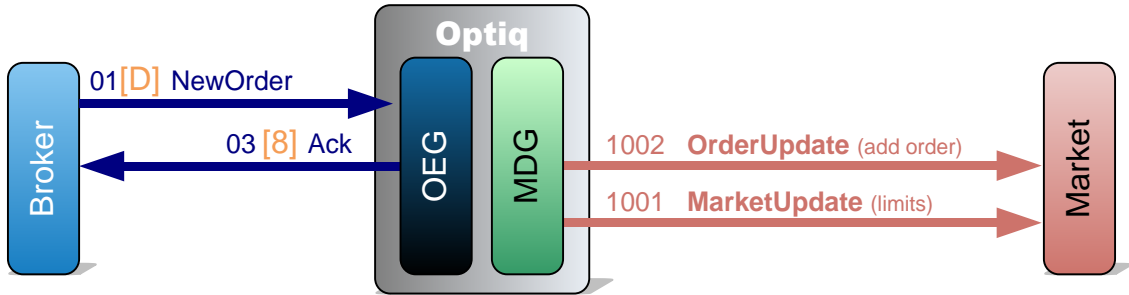 Optiq
Broker
01[D] NewOrder
03 [8] Ack
OEG
MDG
1002 OrderUpdate (add order)
1001 MarketUpdate (limits)
Market